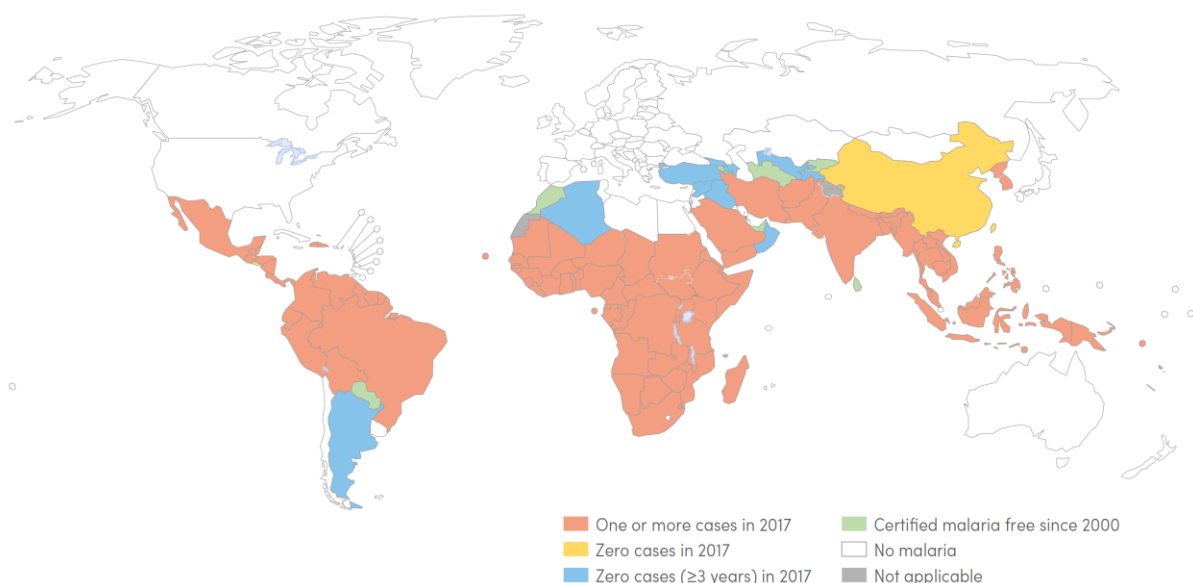 One or more cases in 2017
Zero cases in 2017
Zero cases (≥3 years) in 2017
Certified malaria free since 2000
No malaria
Not applicable